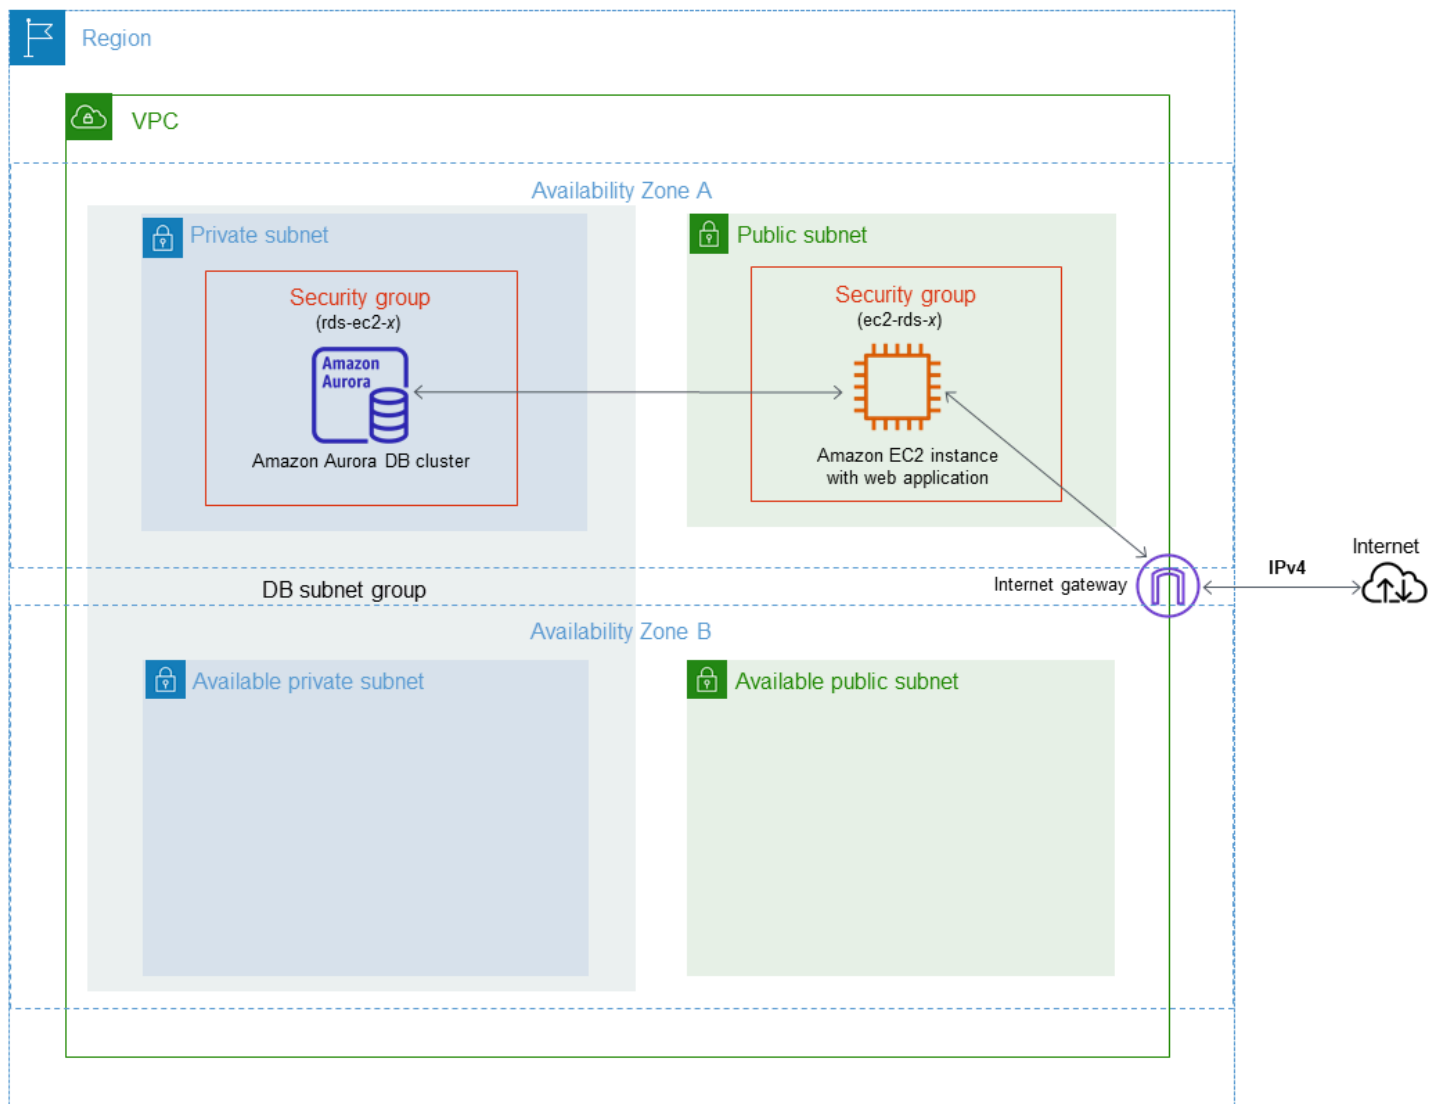 Region
VPC
Availability Zone A
Private subnet
Security group
(rds-ec2-x)
Amazon
Aurora
Amazon Aurora DB cluster
Public subnet
Security group
(ec2-rds-x)
Amazon EC2 instance
with web application
Internet gateway
IPv4
Internet
DB subnet group
Availability Zone B
Available private subnet
Available public subnet